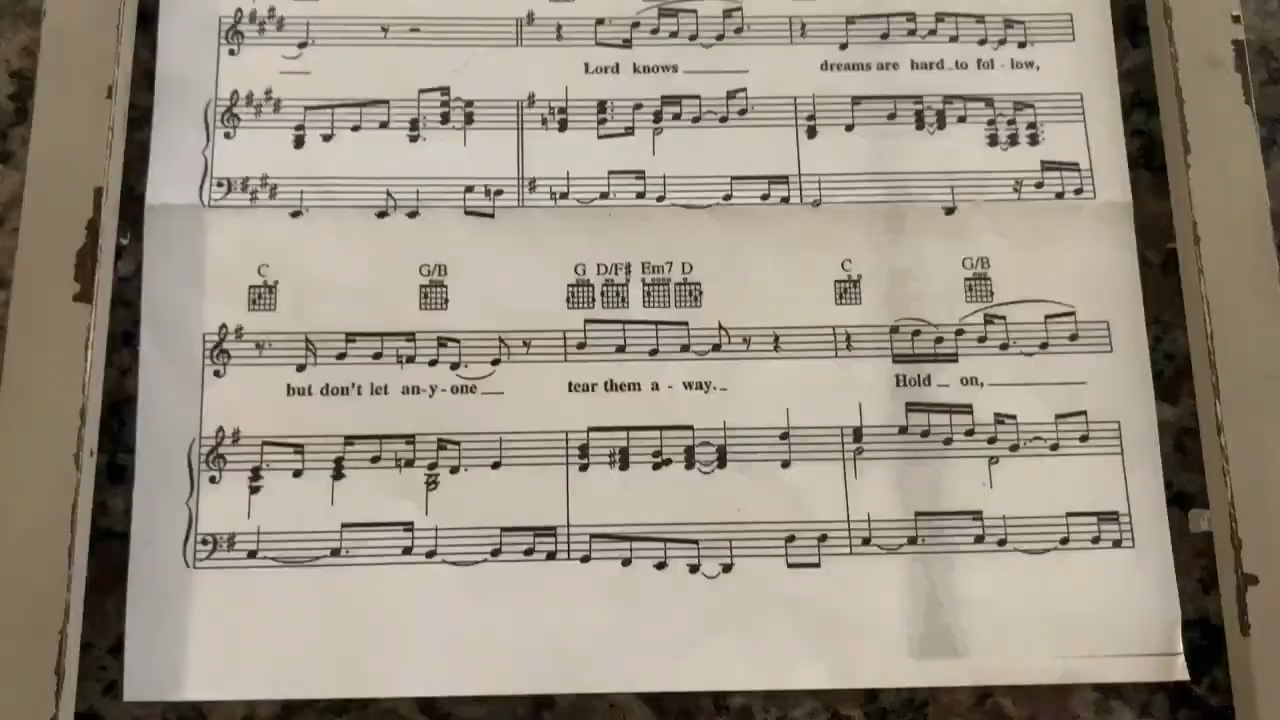 Lord knows dreams are hard to fol - low,
C G/B G D/F♯ Em7 D C G/B
but don't let an-y-one tear them a - way. Hold on,